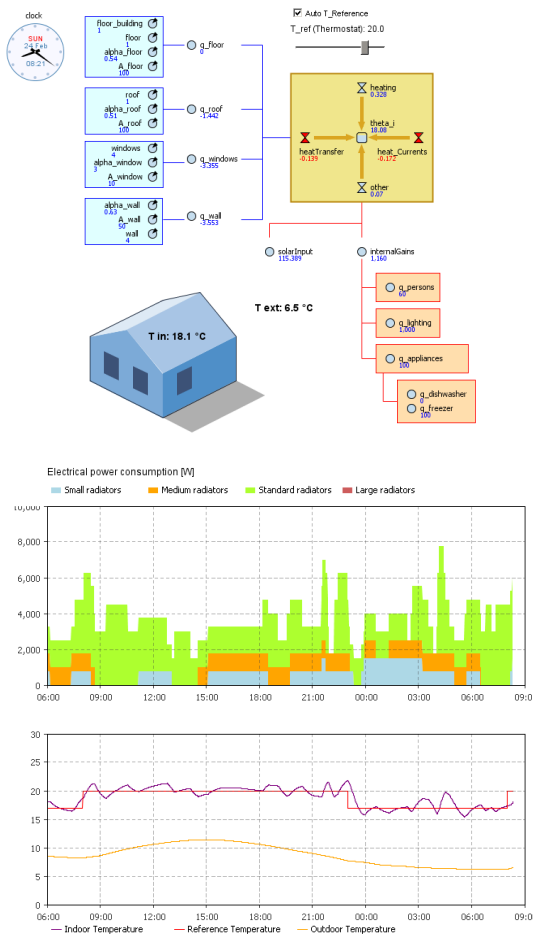 clock
SUN
24 Feb
08:21
Auto T_Reference
T_ref (Thermostat): 20.0
floor_building
1
floor
1
alpha_floor
0.54
A_floor
100
q_floor
0
roof
1
alpha_roof
0.51
A_roof
100
q_roof
-1.442
windows
4
alpha_window
3
A_window
10
q_windows
-3.355
alpha_wall
0.63
A_wall
50
wall
4
q_wall
-3.553
heating
0.328
theta_i
18.08
heatTransfer
-0.139
heat_Currents
-0.172
other
0.07
solarInput
115.389
internalGains
1.160
q_persons
60
q_lighting
1,000
q_appliances
100
q_dishwasher
0
q_freezer
100
T ext: 6.5 °C
T in: 18.1 °C
Electrical power consumption [W]
Small radiators Medium radiators Standard radiators Large radiators
10,000
8,000
6,000
4,000
2,000
0
06:00 09:00 12:00 15:00 18:00 21:00 00:00 03:00 06:00 09:0
30
25
20
15
10
5
0
06:00 09:00 12:00 15:00 18:00 21:00 00:00 03:00 06:00 09:0
Indoor Temperature Reference Temperature Outdoor Temperature